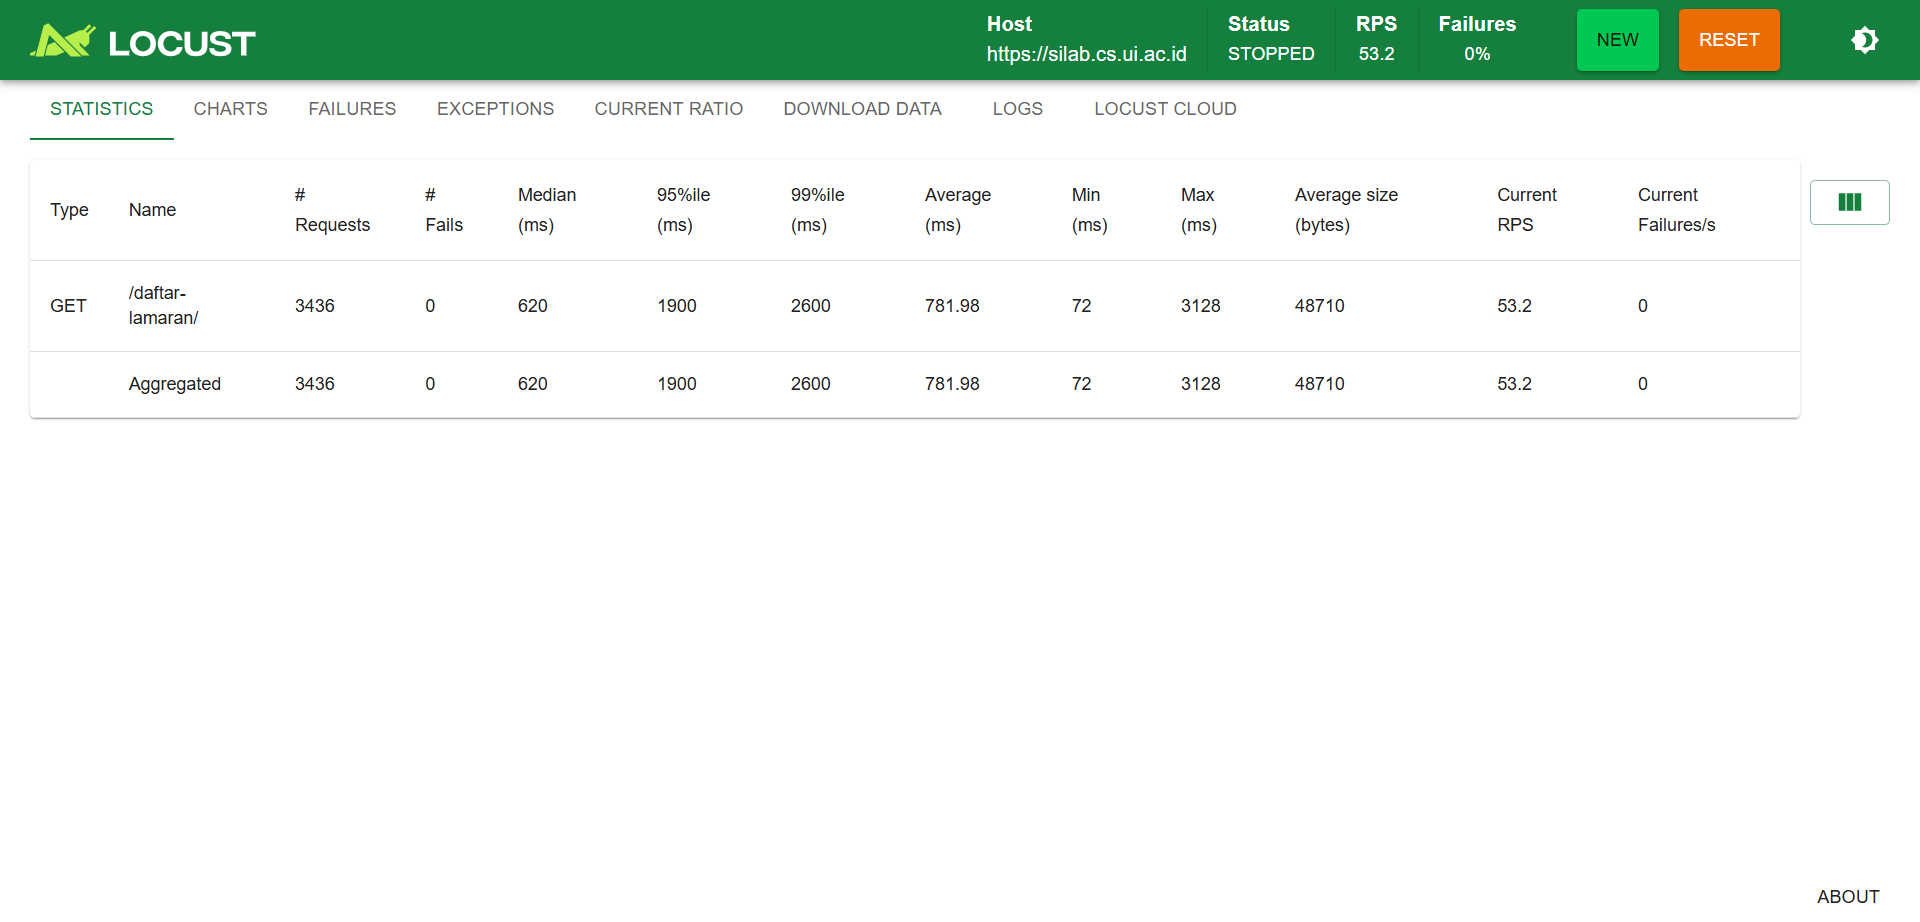 LOCUST
Host
https://silab.cs.ui.ac.id
Status
STOPPED
RPS
53.2
Failures
0%
NEW
RESET
STATISTICS CHARTS FAILURES EXCEPTIONS CURRENT RATIO DOWNLOAD DATA LOGS LOCUST CLOUD
Type Name # Requests # Fails Median (ms) 95%ile (ms) 99%ile (ms) Average (ms) Min (ms) Max (ms) Average size (bytes) Current RPS Current Failures/s
GET /daftar-lamaran/ 3436 0 620 1900 2600 781.98 72 3128 48710 53.2 0
Aggregated 3436 0 620 1900 2600 781.98 72 3128 48710 53.2 0
ABOUT